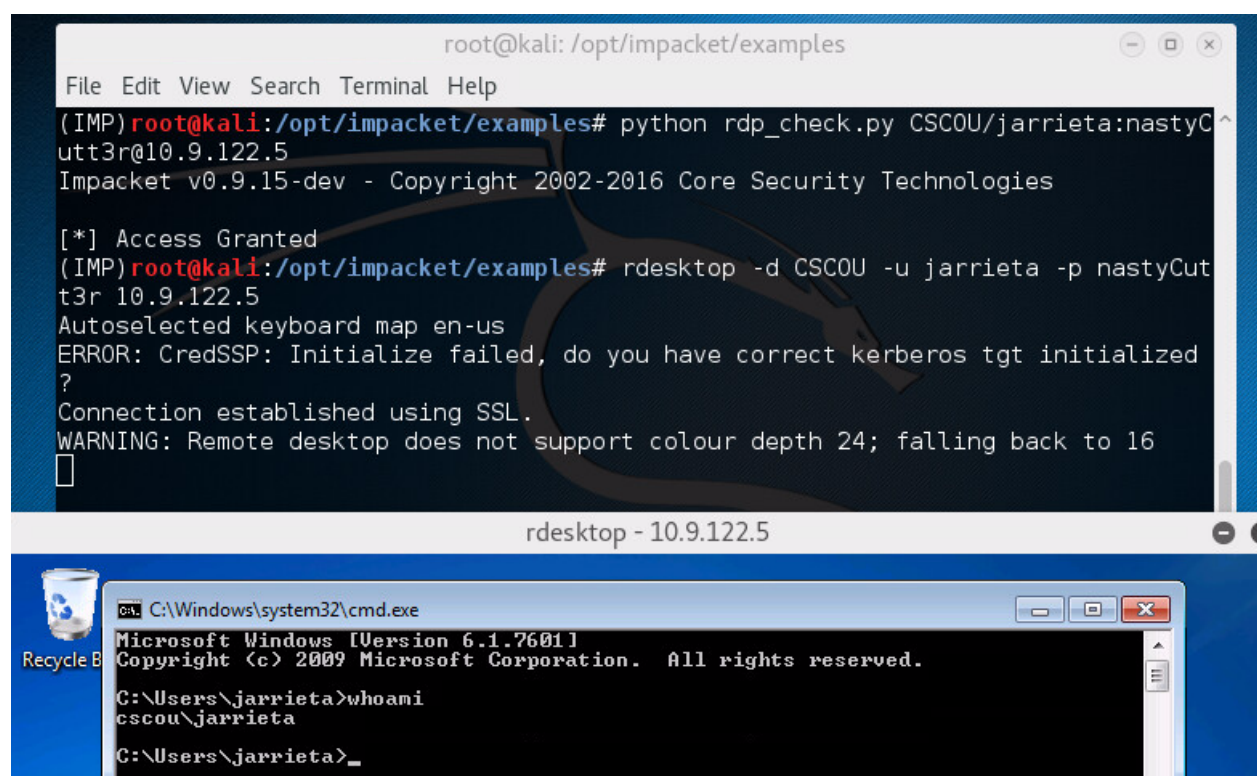 root@kali: /opt/impacket/examples
File Edit View Search Terminal Help
(IMP)root@kali:/opt/impacket/examples# python rdp_check.py CSCOU/jarrieta:nastyC
utt3r@10.9.122.5
Impacket v0.9.15-dev - Copyright 2002-2016 Core Security Technologies
[*] Access Granted
(IMP)root@kali:/opt/impacket/examples# rdesktop -d CSCOU -u jarrieta -p nastyCut
t3r 10.9.122.5
Autoselected keyboard map en-us
ERROR: CredSSP: Initialize failed, do you have correct kerberos tgt initialized
?
Connection established using SSL.
WARNING: Remote desktop does not support colour depth 24; falling back to 16
rdesktop - 10.9.122.5
C:\Windows\system32\cmd.exe
Microsoft Windows [Version 6.1.7601]
Recycle B
Copyright (c) 2009 Microsoft Corporation.  All rights reserved.
C:\Users\jarrieta>whoami
cscou\jarrieta
C:\Users\jarrieta>_